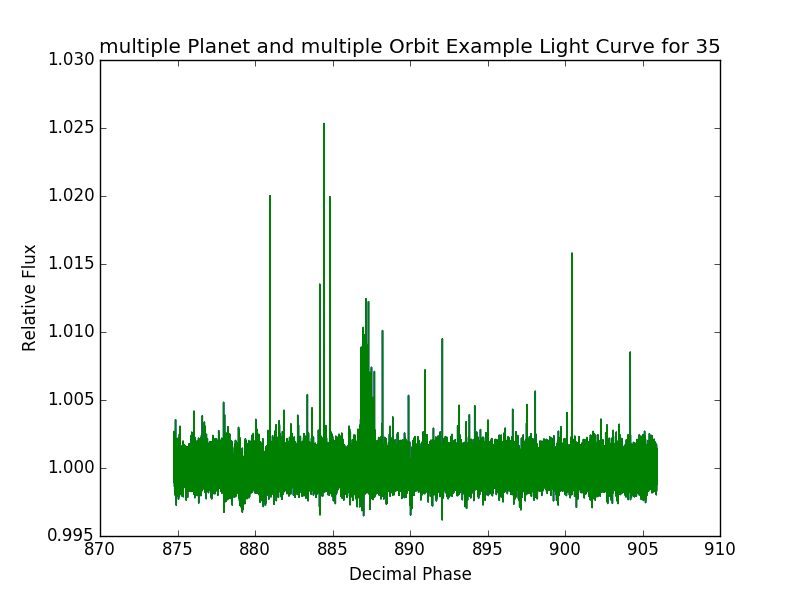 multiple Planet and multiple Orbit Example Light Curve for 35
1.030
1.025
1.020
1.015
1.010
1.005
1.000
0.995
Relative Flux
870 875 880 885 890 895 900 905 910
Decimal Phase